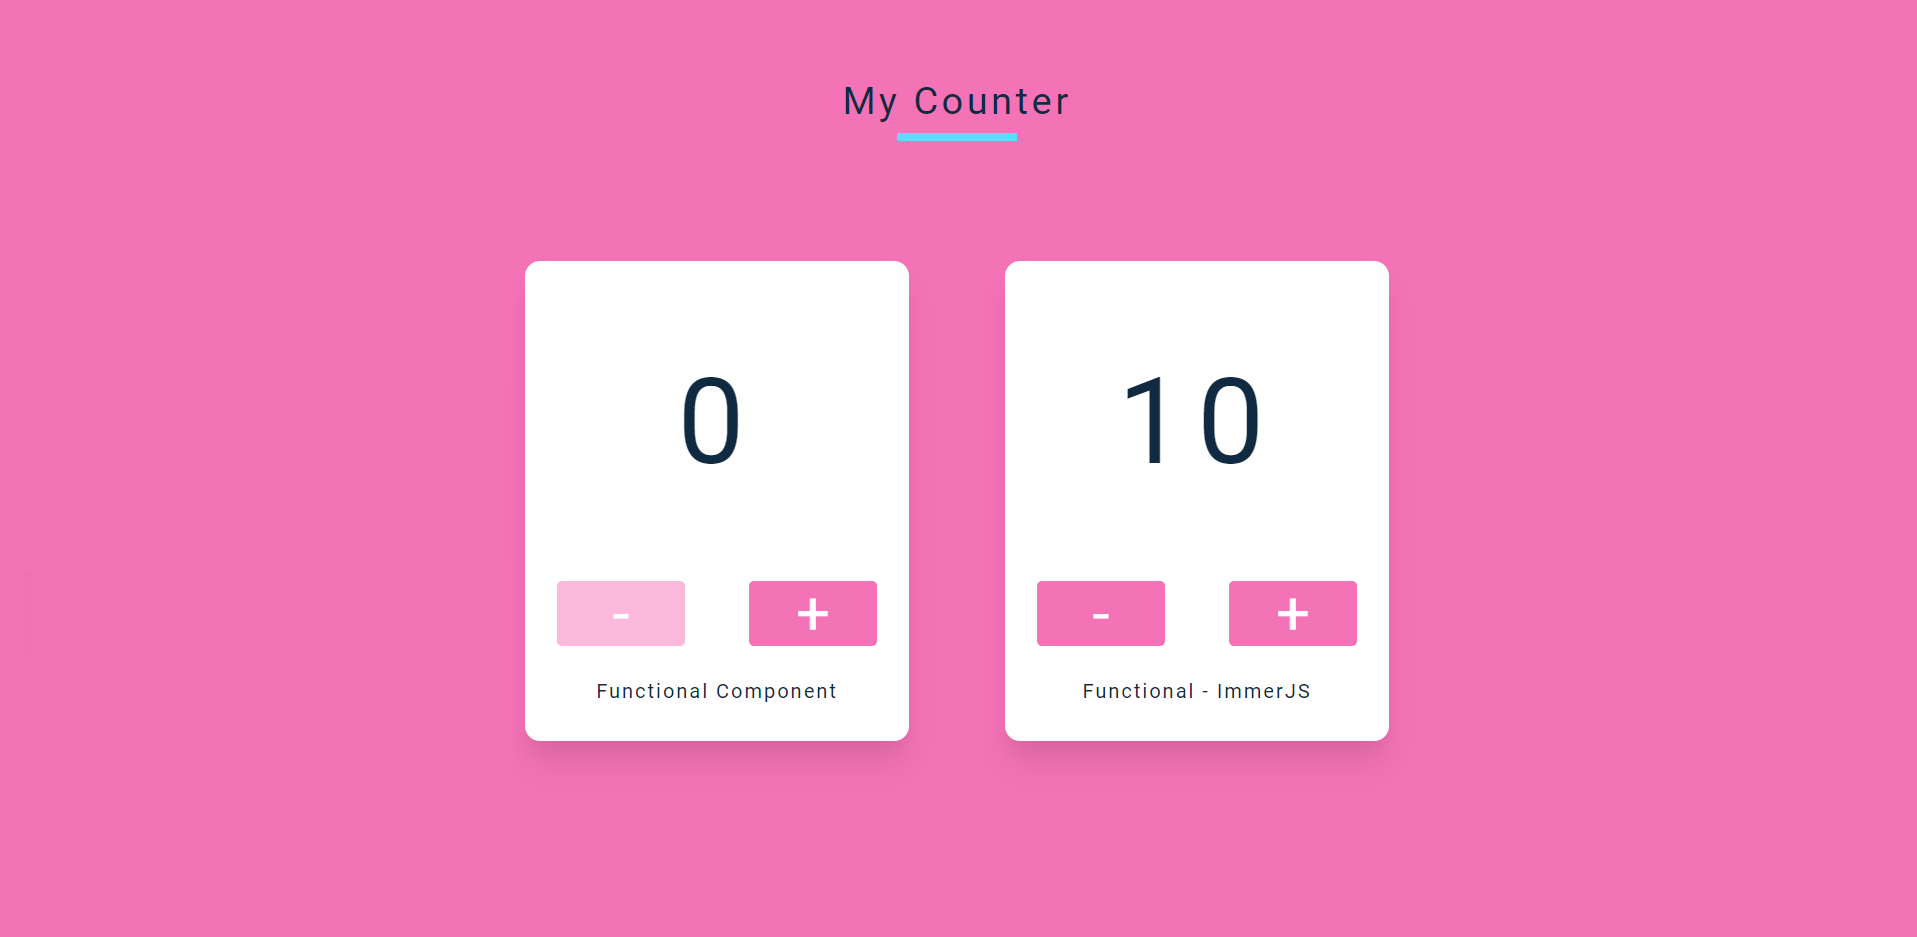 My Counter
0
- +
Functional Component
10
- +
Functional - ImmerJS